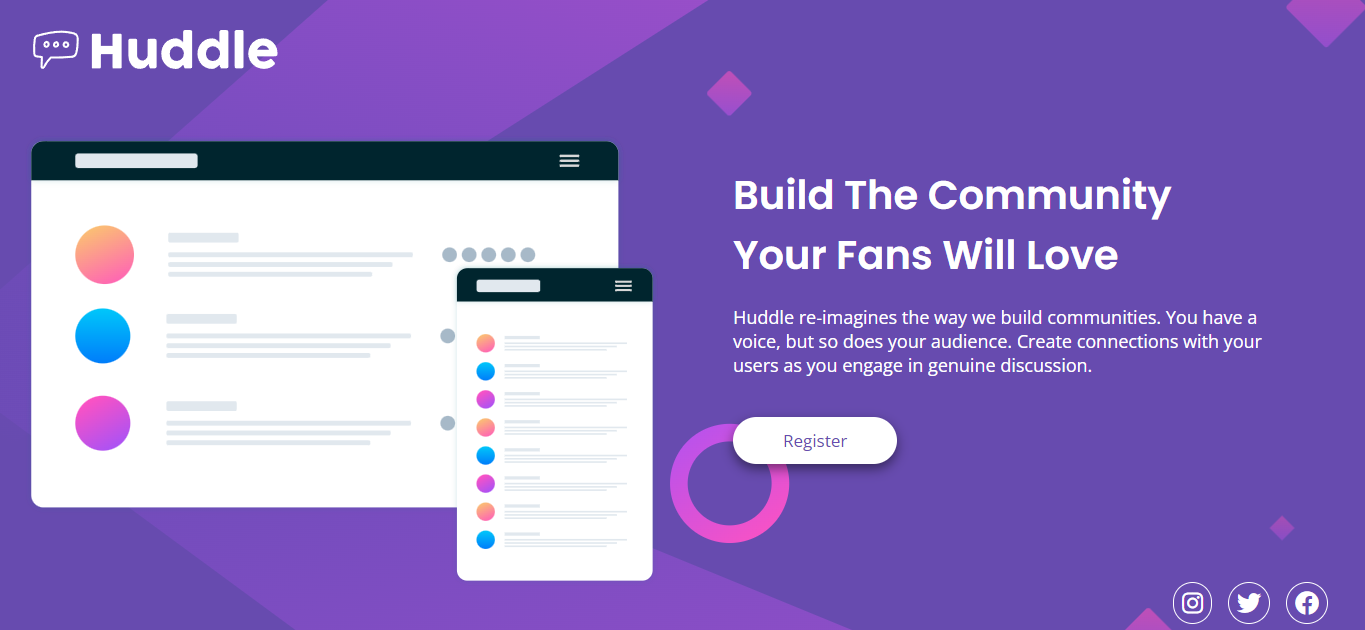 Huddle
Build The Community
Your Fans Will Love
Huddle re-imagines the way we build communities. You have a
voice, but so does your audience. Create connections with your
users as you engage in genuine discussion.
Register